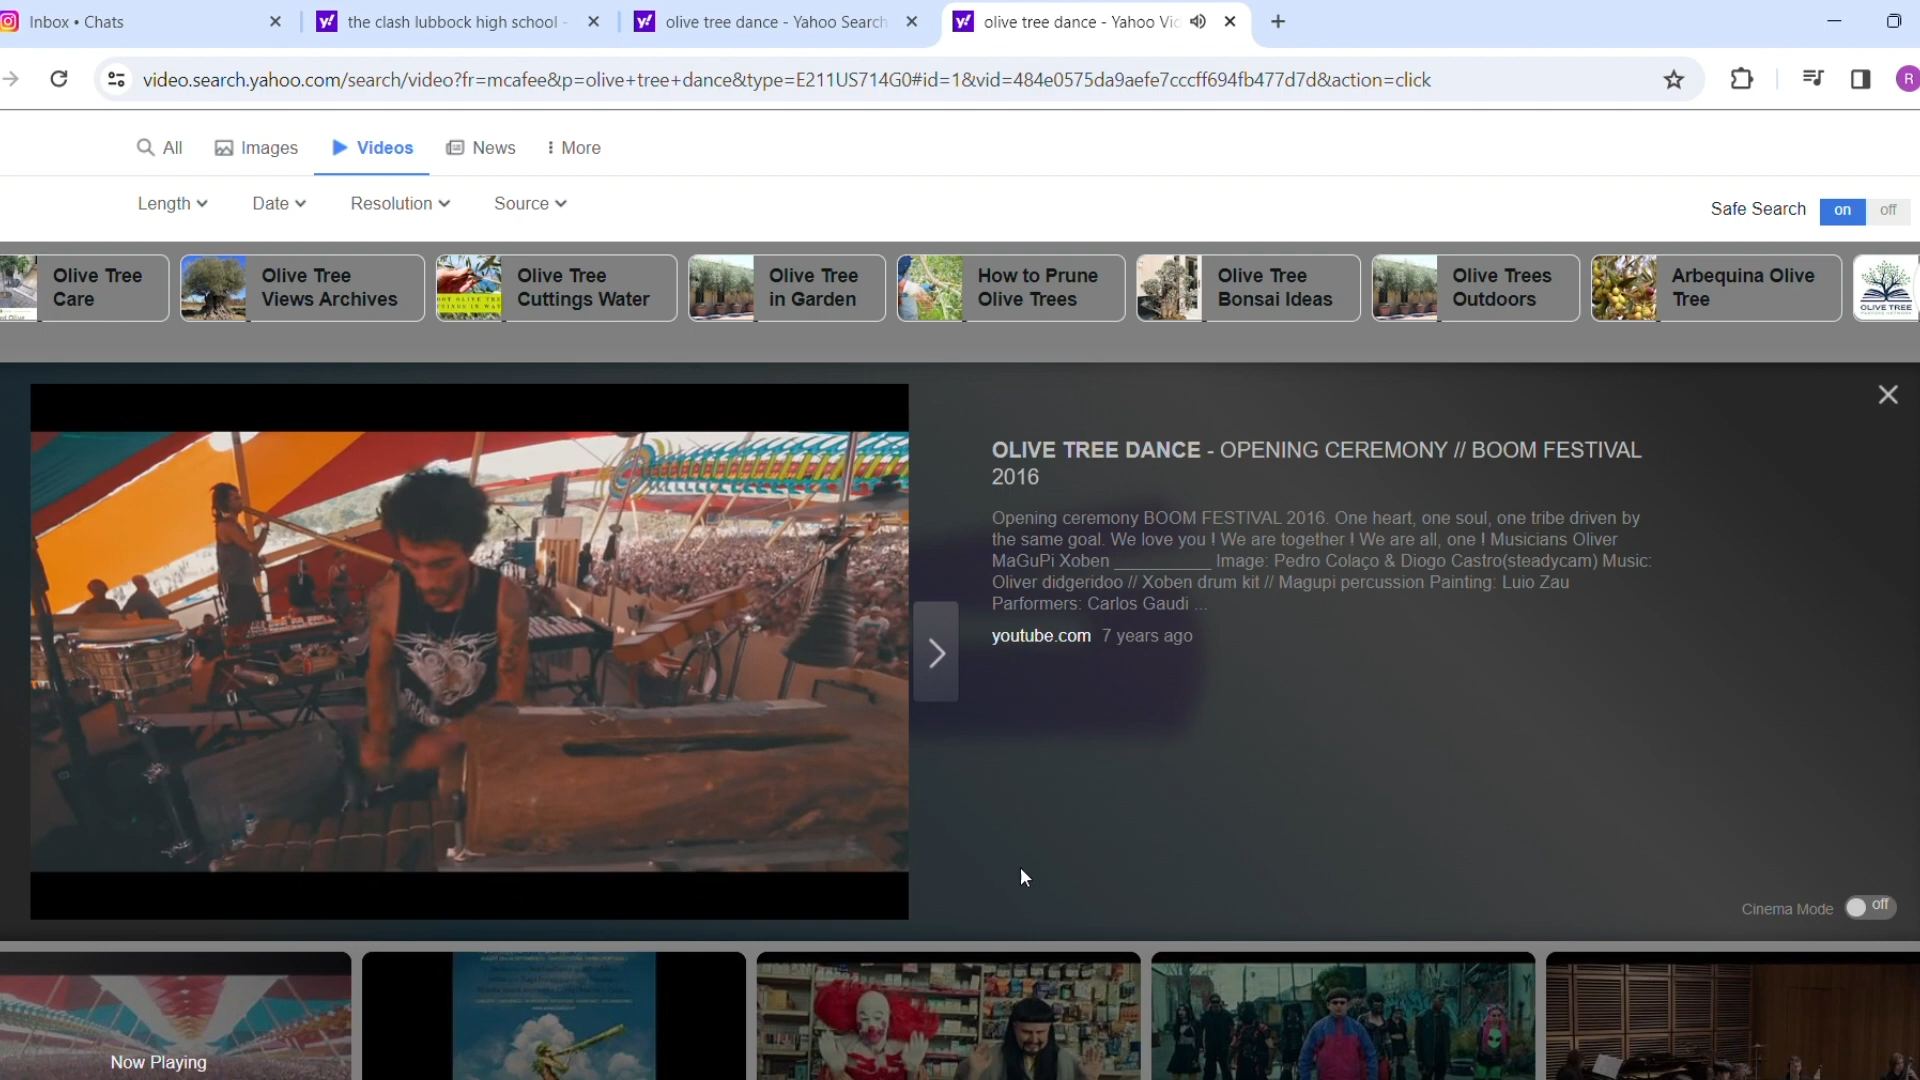 Inbox • Chats
the clash lubbock high school -
olive tree dance - Yahoo Search
olive tree dance - Yahoo Vi
video.search.yahoo.com/search/video?fr=mcafee&p=olive+tree+dance&type=E211US714G0#id=1&vid=484e0575da9aefe7cccff694fb477d7d&action=click
R
All
Images
Videos
News
More
Length
Date
Resolution
Source
Safe Search
on
off
Olive Tree
Care
Olive Tree
Views Archives
Olive Tree
Cuttings Water
Olive Tree
in Garden
How to Prune
Olive Trees
Olive Tree
Bonsai Ideas
Olive Trees
Outdoors
Arbequina Olive
Tree
OLIVE TREE
OLIVE TREE DANCE - OPENING CEREMONY // BOOM FESTIVAL
2016
Opening ceremony BOOM FESTIVAL 2016. One heart, one soul, one tribe driven by
the same goal. We love you ! We are together ! We are all, one ! Musicians Oliver
MaGuPi Xoben __________ Image: Pedro Colaço & Diogo Castro(steadycam) Music:
Oliver didgeridoo // Xoben drum kit // Magupi percussion Painting: Luio Zau
Parformers: Carlos Gaudi ...
youtube.com 7 years ago
Cinema Mode
off
Now Playing